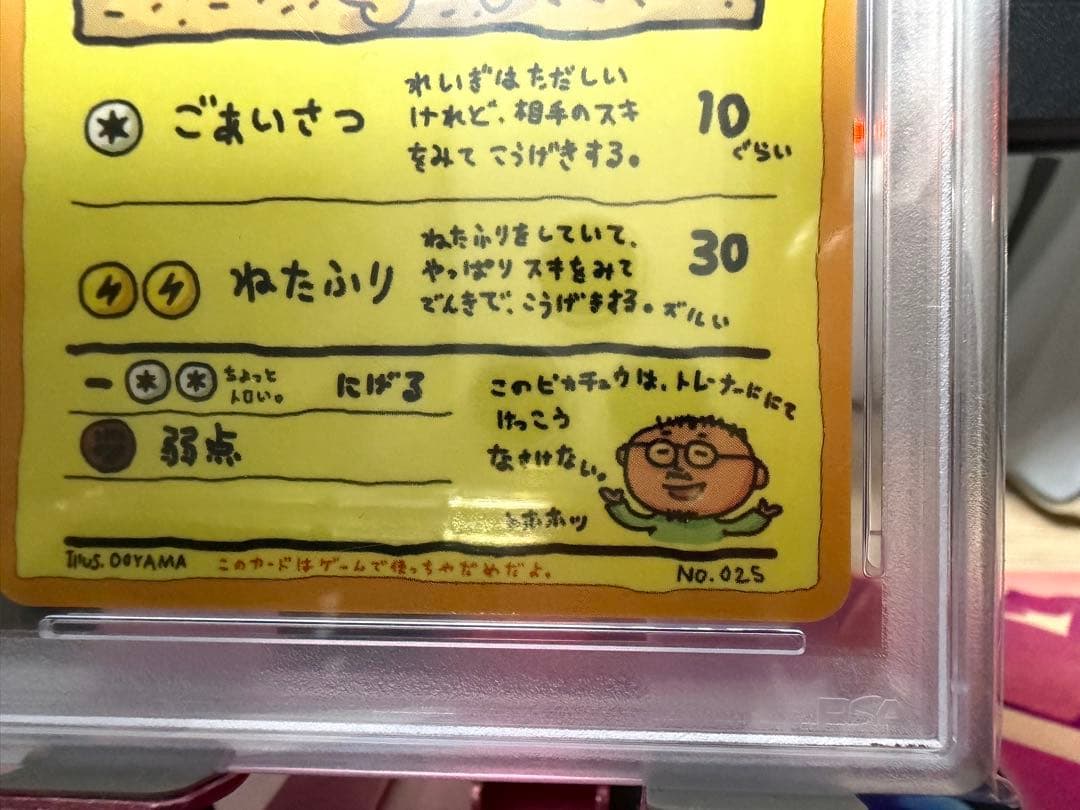 ごあいさつ
れいぎはただしい
けれど、相手のスキ
をみてこうげきする。
10
ぐらい
ねたふり
ねたふりをしていて、
やっぱりスキをみて
でんきで、こうげきする。ズルい
30
ー
ちょっと
トロい。
にげる
弱点
このピカチュウは、トレーナーににて
けっこう
なさけない。
トホホッ
Illus. OOYAMA
このカードはゲームで使っちゃだめだよ。
NO. 025
PSA